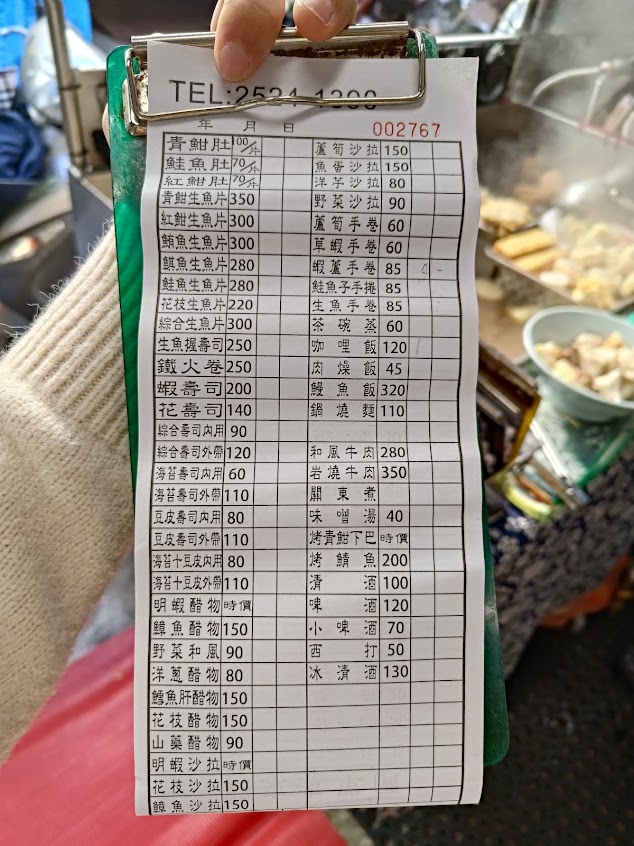 TEL:2524-1300
年 月 日
002767
青魽肚 100/斤
鮭魚肚 70/斤
紅魽肚 70/斤
青魽生魚片 350
紅魽生魚片 300
鮪魚生魚片 300
旗魚生魚片 280
鮭魚生魚片 280
花枝生魚片 220
綜合生魚片 300
生魚握壽司 250
鐵火卷 250
蝦壽司 200
花壽司 140
綜合壽司內用 90
綜合壽司外帶 120
海苔壽司內用 60
海苔壽司外帶 110
豆皮壽司內用 80
豆皮壽司外帶 110
海苔十豆皮內用 80
海苔十豆皮外帶 110
明蝦醋物 時價
鱆魚醋物 150
野菜和風 90
洋蔥醋物 80
鱈魚肝醋物 150
花枝醋物 150
山藥醋物 90
明蝦沙拉 時價
花枝沙拉 150
鱆魚沙拉 150
蘆筍沙拉 150
魚蛋沙拉 150
洋芋沙拉 80
野菜沙拉 90
蘆筍手卷 60
草蝦手卷 60
蝦蘆手卷 85
鮭魚子手捲 85
生魚手卷 85
茶碗蒸 60
咖哩飯 120
肉燥飯 45
鰻魚飯 320
鍋燒麵 110
和風牛肉 280
岩燒牛肉 350
關東煮
味噌湯 40
烤青魽下巴 時價
烤鯖魚 200
清酒 100
啤酒 120
小啤酒 70
西打 50
冰清酒 130